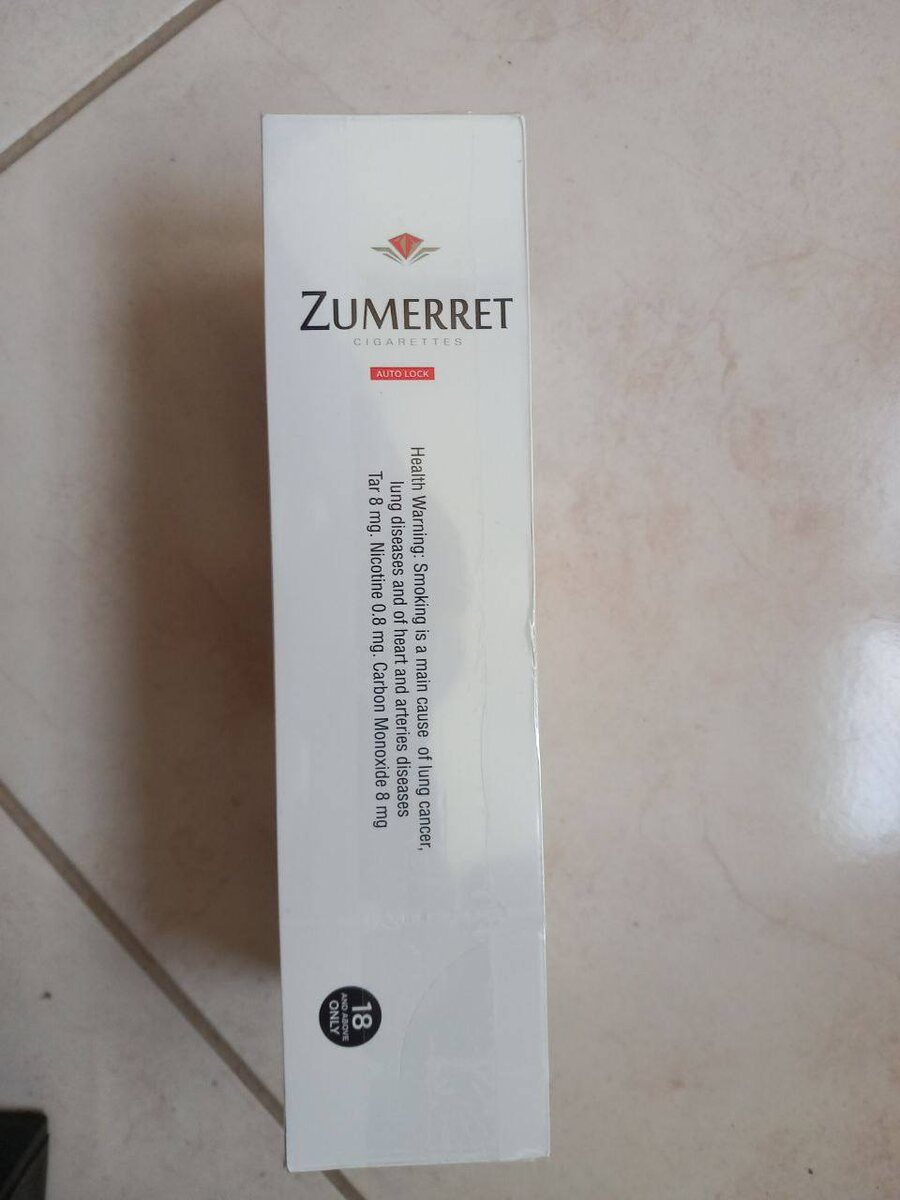 ZUMERRET
CIGARETTES
AUTO LOCK
Health Warning: Smoking is a main cause of lung cancer,
lung diseases and of heart and arteries diseases
Tar 8 mg. Nicotine 0.8 mg. Carbon Monoxide 8 mg
18
AND ABOVE
ONLY